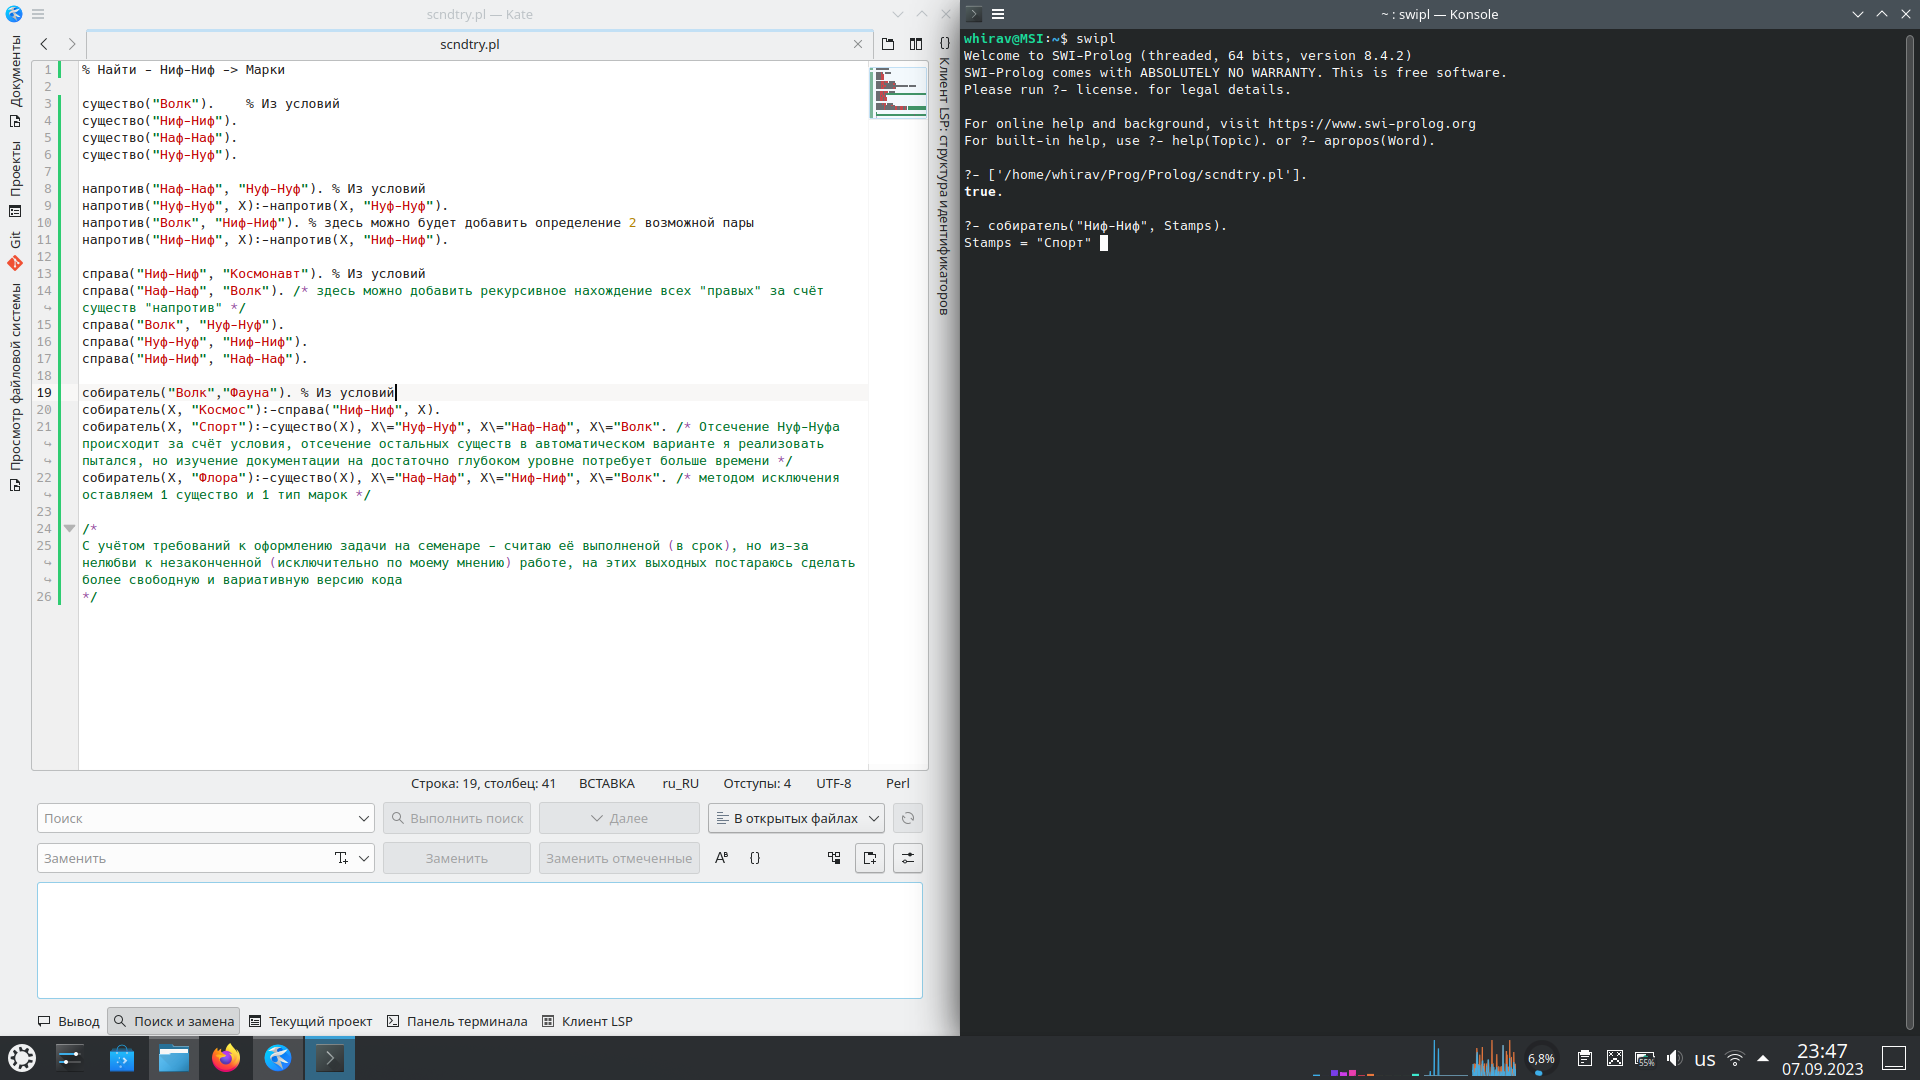 scndtry.pl — Kate
scndtry.pl
1 % Найти - Ниф-Ниф -> Марки
2
3 существо("Волк").    % Из условий
4 существо("Ниф-Ниф").
5 существо("Наф-Наф").
6 существо("Нуф-Нуф").
7
8 напротив("Наф-Наф", "Нуф-Нуф"). % Из условий
9 напротив("Нуф-Нуф", X):-напротив(X, "Нуф-Нуф").
10 напротив("Волк", "Ниф-Ниф"). % здесь можно будет добавить определение 2 возможной пары
11 напротив("Ниф-Ниф", X):-напротив(X, "Ниф-Ниф").
12
13 справа("Ниф-Ниф", "Космонавт"). % Из условий
14 справа("Наф-Наф", "Волк"). /* здесь можно добавить рекурсивное нахождение всех "правых" за счёт
существ "напротив" */
15 справа("Волк", "Нуф-Нуф").
16 справа("Нуф-Нуф", "Ниф-Ниф").
17 справа("Ниф-Ниф", "Наф-Наф").
18
19 собиратель("Волк","Фауна"). % Из условий
20 собиратель(X, "Космос"):-справа("Ниф-Ниф", X).
21 собиратель(X, "Спорт"):-существо(X), X\="Нуф-Нуф", X\="Наф-Наф", X\="Волк". /* Отсечение Нуф-Нуфа
происходит за счёт условия, отсечение остальных существ в автоматическом варианте я реализовать
пытался, но изучение документации на достаточно глубоком уровне потребует больше времени */
22 собиратель(X, "Флора"):-существо(X), X\="Наф-Наф", X\="Ниф-Ниф", X\="Волк". /* методом исключения
оставляем 1 существо и 1 тип марок */
23
24 /*
25 С учётом требований к оформлению задачи на семенаре - считаю её выполненой (в срок), но из-за
нелюбви к незаконченной (исключительно по моему мнению) работе, на этих выходных постараюсь сделать
более свободную и вариативную версию кода
26 */
Документы
Проекты
Git
Просмотр файловой системы
Клиент LSP: структура идентификаторов
Строка: 19, столбец: 41 ВСТАВКА ru_RU Отступы: 4 UTF-8 Perl
Поиск Выполнить поиск Далее В открытых файлах
Заменить Заменить Заменить отмеченные
Вывод Поиск и замена Текущий проект Панель терминала Клиент LSP
~ : swipl — Konsole
whirav@MSI:~$ swipl
Welcome to SWI-Prolog (threaded, 64 bits, version 8.4.2)
SWI-Prolog comes with ABSOLUTELY NO WARRANTY. This is free software.
Please run ?- license. for legal details.
For online help and background, visit https://www.swi-prolog.org
For built-in help, use ?- help(Topic). or ?- apropos(Word).
?- ['/home/whirav/Prog/Prolog/scndtry.pl'].
true.
?- собиратель("Ниф-Ниф", Stamps).
Stamps = "Спорт"
6,8% 55% us 23:47
07.09.2023